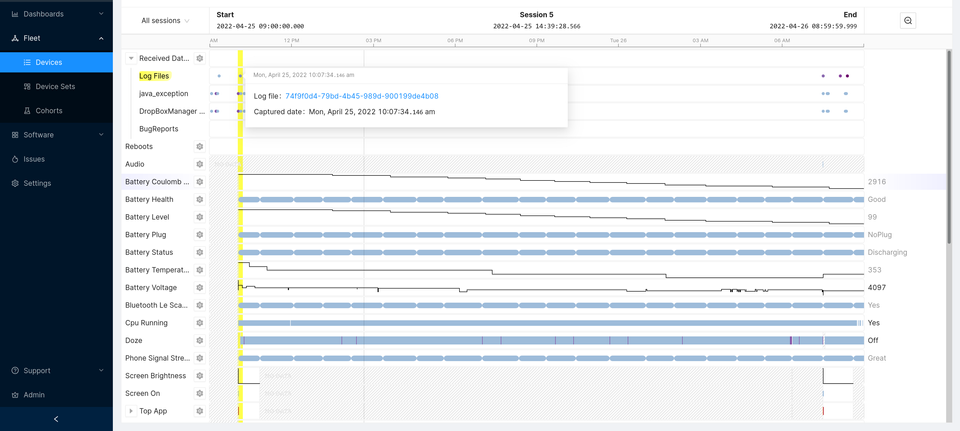 Dashboards
Fleet
Devices
Device Sets
Cohorts
Software
Issues
Settings
Support
Admin
All sessions
Start
2022-04-25 09:00:00.000
Session 5
2022-04-25 14:39:28.566
End
2022-04-26 08:59:59.999
AM 12 PM 03 PM 06 PM 09 PM Tue 26 03 AM 06 AM
Received Dat...
Log Files
java_exception
DropBoxManager ...
BugReports
Mon, April 25, 2022 10:07:34.146 am
Log file: 74f9f0d4-79bd-4b45-989d-900199de4b08
Captured date: Mon, April 25, 2022 10:07:34.146 am
Reboots
Audio
Battery Coulomb ... 2916
Battery Health Good
Battery Level 99
Battery Plug NoPlug
Battery Status Discharging
Battery Temperat... 353
Battery Voltage 4097
Bluetooth Le Sca... Yes
Cpu Running Yes
Doze Off
Phone Signal Stre... Great
Screen Brightness
Screen On
Top App